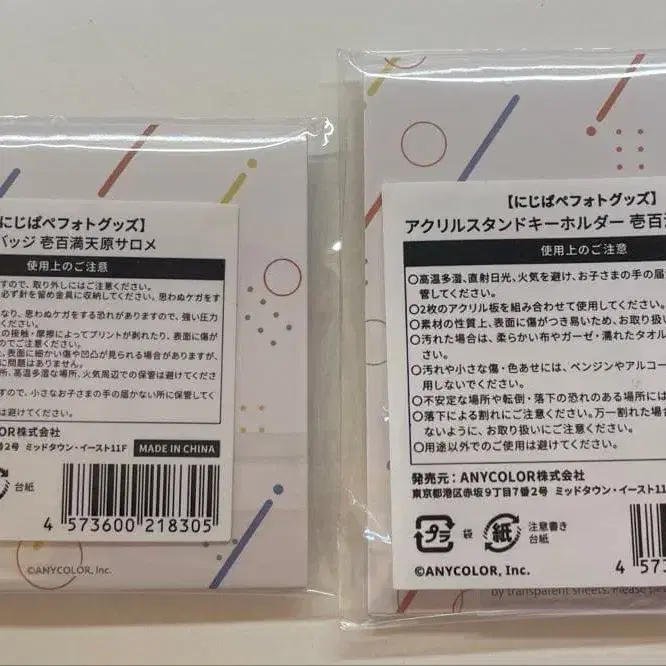 にじぱぺフォトグッズ】
バッジ 壱百満天原サロメ
使用上のご注意
すので、取り外しにはご注意ください。
必ず針を留め金具に収納してください。思わぬケガをす
なり、思わぬケガをする恐れがありますので、強い圧力
ださい。
の接触・摩擦によってプリントが剥れたり、表面に傷が
てご使用ください。
上、表面に細かい傷や凹凸が見られる場合がありますが、
に問題はありません。
所、高温多湿な場所、火気周辺での保管は避けてくださ
すので、小さなお子さまの手の届かない所に保管してく
は避けてください。
OLOR株式会社
番2号 ミッドタウン・イースト11F
MADE IN CHINA
台紙
4 573600 218305
©ANYCOLOR, Inc.
【にじぱぺフォトグッズ】
アクリルスタンドキーホルダー 壱百
使用上のご注意
○高温多湿、直射日光、火気を避け、お子さまの手の届
管してください。
○2枚のアクリル板を組み合わせて使用してください。
○素材の性質上、表面に傷がつき易いため、お取り扱い
○汚れた場合は、柔らかい布やガーゼ・濡れたタオル
さい。
○汚れや小さな傷・色あせには、ベンジンやアルコー
用しないでください。
○不安定な場所や転倒・落下の恐れのある場所には
○落下による割れにご注意ください。万一割れた場合
ないように、お取り扱いにご注意ください。
○用途以外でのご使用は避けてください。
発売元：ANYCOLOR株式会社
東京都港区赤坂9丁目7番2号 ミッドタウン・イースト11
プラ 袋 紙 注意書き
台紙
4 573
©ANYCOLOR, Inc.
by transparent sheets. Please